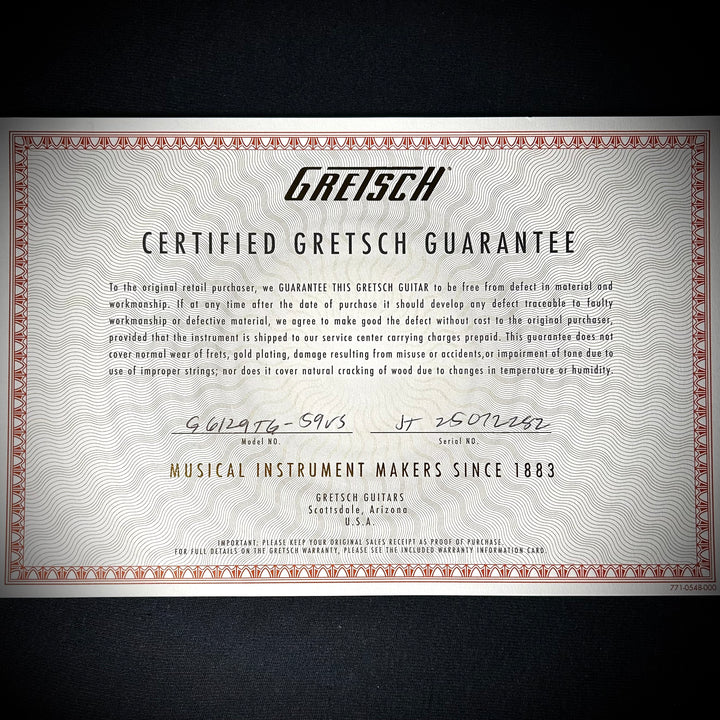 GRETSCH®
CERTIFIED GRETSCH GUARANTEE
To the original retail purchaser, we GUARANTEE THIS GRETSCH GUITAR to be free from defect in material and
workmanship. If at any time after the date of purchase it should develop any defect traceable to faulty
workmanship or defective material, we agree to make good the defect without cost to the original purchaser,
provided that the instrument is shipped to our service center carrying charges prepaid. This guarantee does not
cover normal wear of frets, gold plating, damage resulting from misuse or accidents,or impairment of tone due to
use of improper strings; nor does it cover natural cracking of wood due to changes in temperature or humidity.
G6129TG-59VS JT 25072282
Model NO. Serial NO.
MUSICAL INSTRUMENT MAKERS SINCE 1883
GRETSCH GUITARS
Scottsdale, Arizona
U.S.A.
IMPORTANT: PLEASE KEEP YOUR ORIGINAL SALES RECEIPT AS PROOF OF PURCHASE.
FOR FULL DETAILS ON THE GRETSCH WARRANTY, PLEASE SEE THE INCLUDED WARRANTY INFORMATION CARD.
771-0548-000